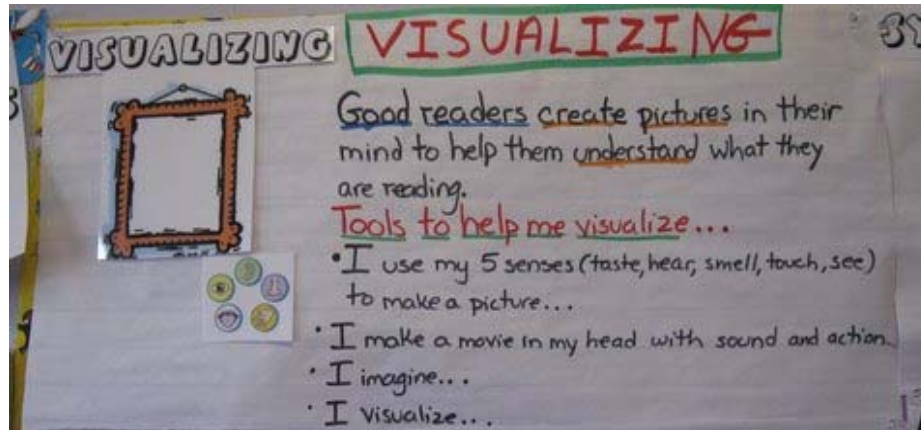 VISUALIZING
VISUALIZING
Good readers create pictures in their
mind to help them understand what they
are reading.
Tools to help me visualize...
• I use my 5 senses (taste, hear, smell, touch, see)
to make a picture...
• I make a movie in my head with sound and action.
• I imagine...
• I visualize...